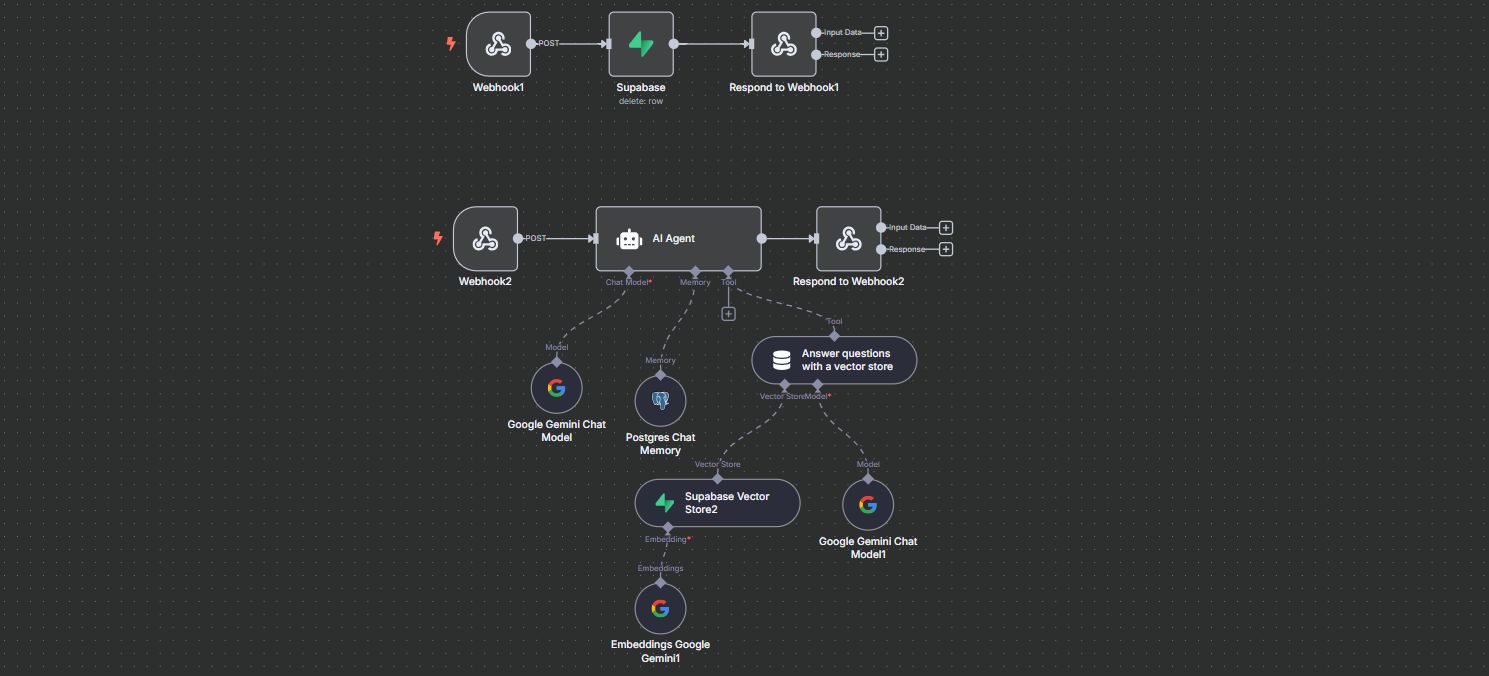 POST
Input Data
Response
Webhook1
Supabase
delete: row
Respond to Webhook1
POST
AI Agent
Input Data
Response
Webhook2
Chat Model*
Memory
Tool
Respond to Webhook2
Tool
Model
Memory
Answer questions
with a vector store
Vector Store
Model*
Google Gemini Chat
Model
Postgres Chat
Memory
Vector Store
Model
Supabase Vector
Store2
Embedding*
Google Gemini Chat
Model1
Embeddings
Embeddings Google
Gemini1